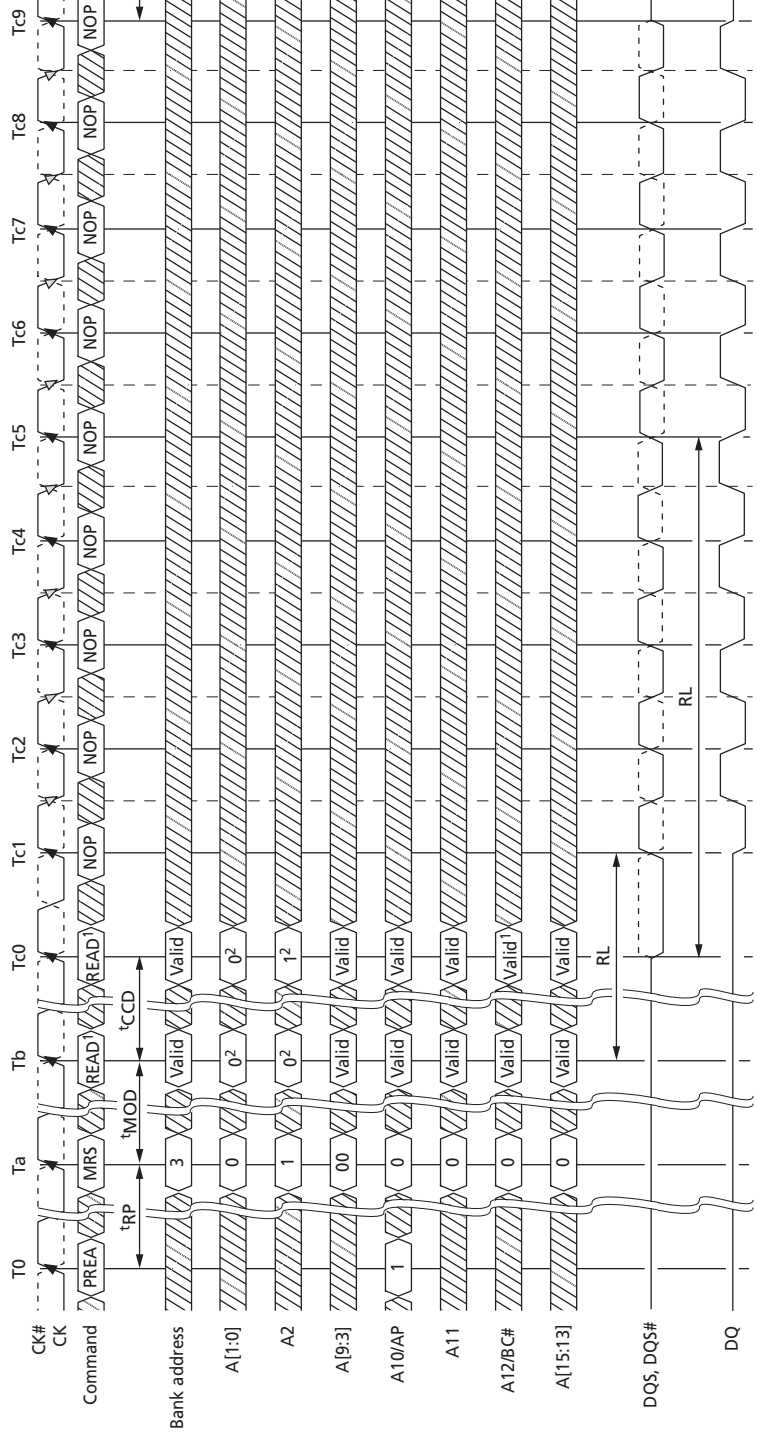 T0 Ta Tb Tc0 Tc1 Tc2 Tc3 Tc4 Tc5 Tc6 Tc7 Tc8 Tc9
CK#
CK
Command PREA MRS READ1 READ1 NOP NOP NOP NOP NOP NOP NOP NOP NOP
tRP tMOD tCCD
Bank address 3 Valid Valid
A[1:0] 0 02 02
A2 1 02 12
A[9:3] 00 Valid Valid
A10/AP 1 0 Valid Valid
A11 0 Valid Valid
A12/BC# 0 Valid Valid1
A[15:13] 0 Valid Valid
RL
DQS, DQS#
RL
DQ